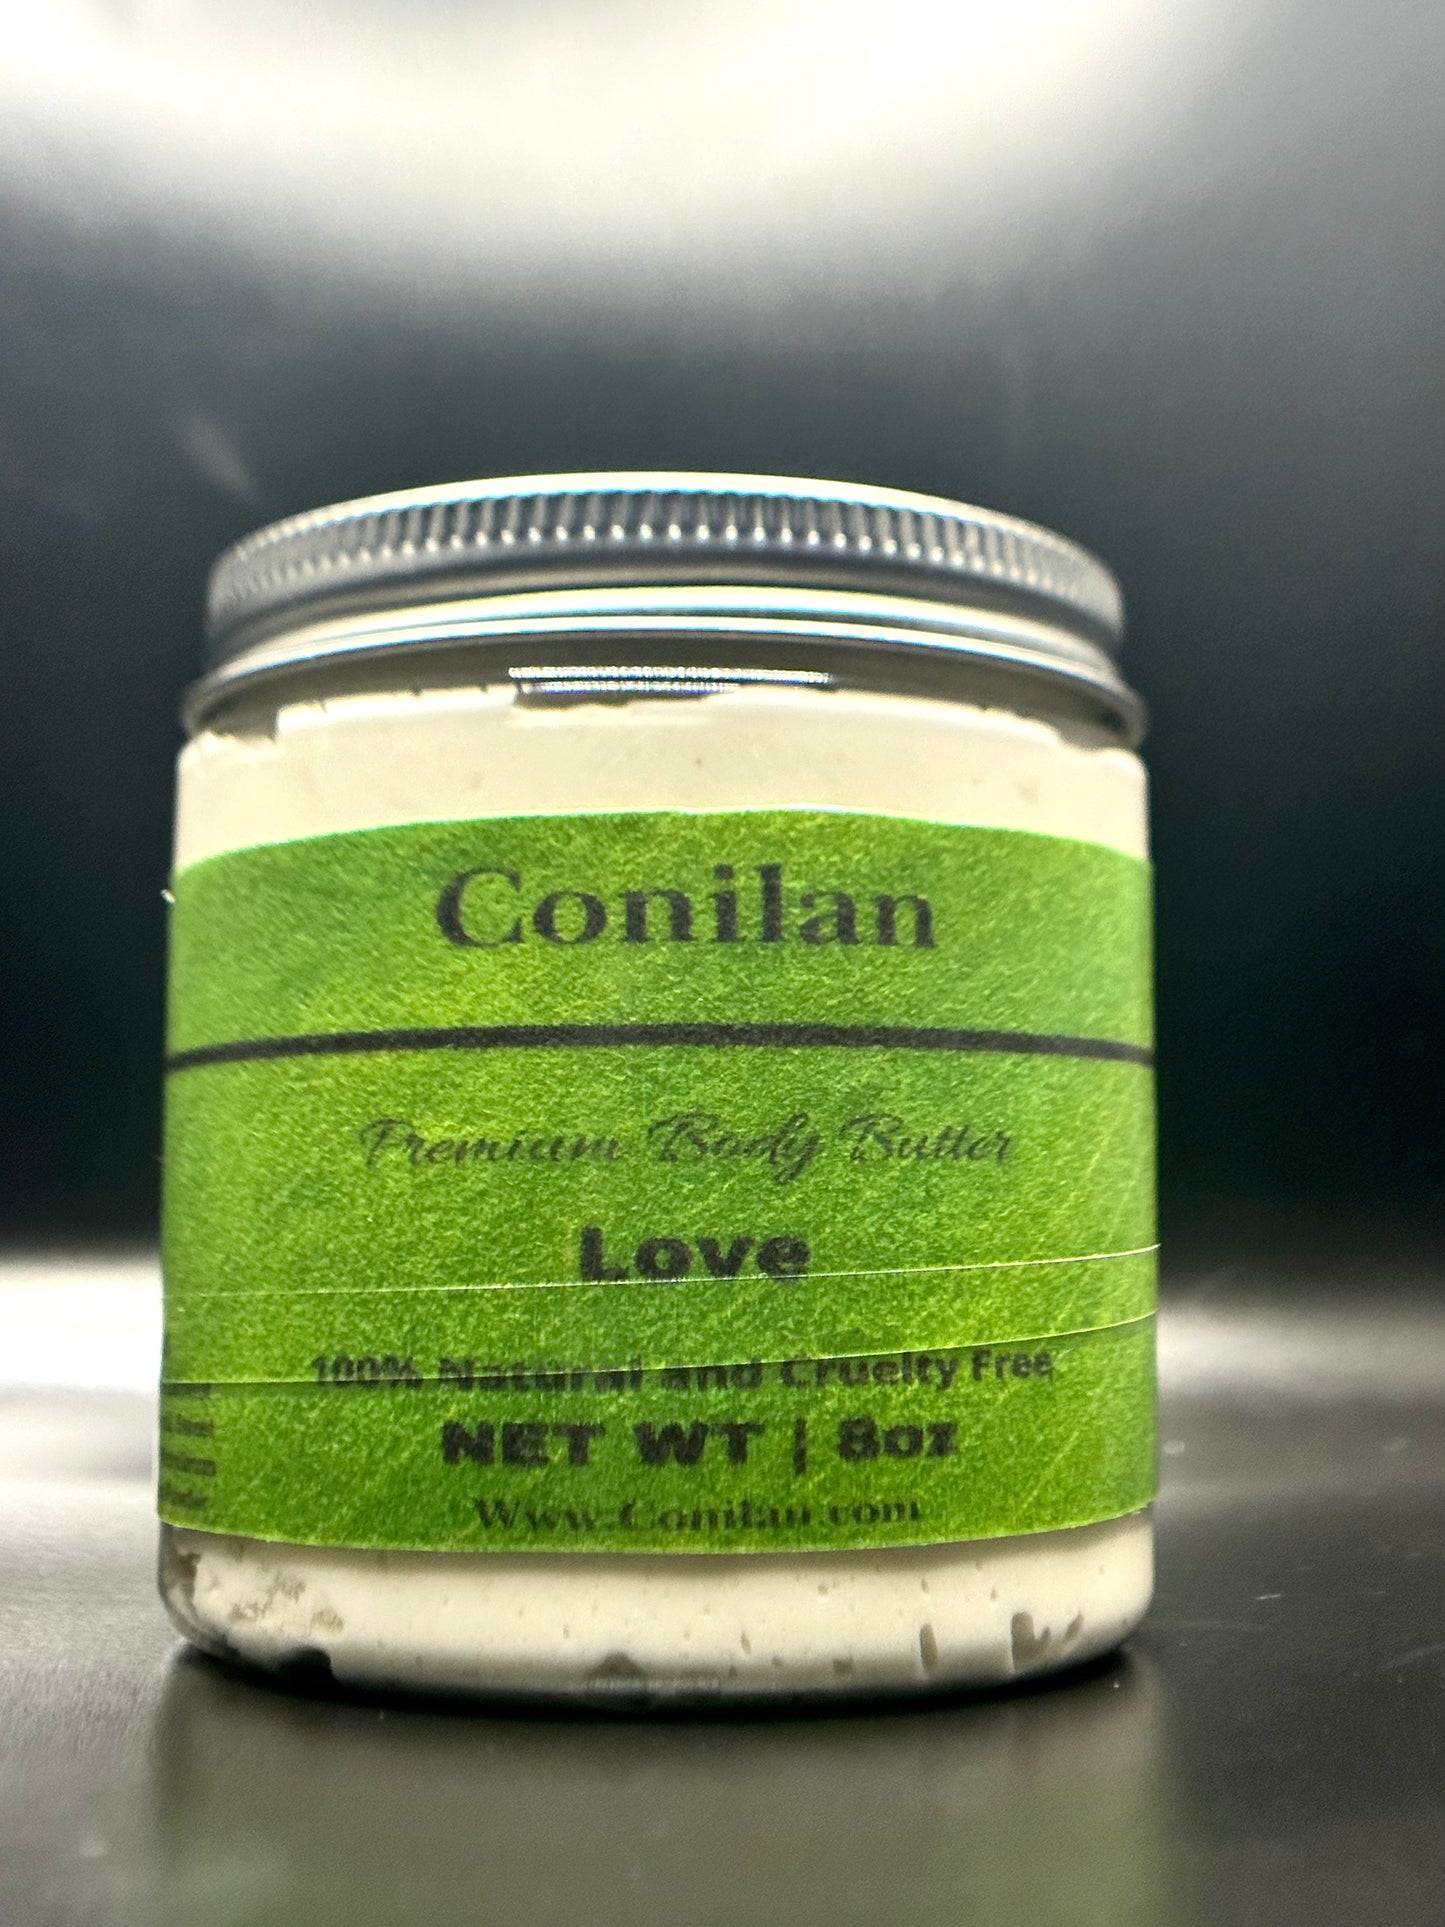 Conilan
Premium Body Butter
Love
100% Natural and Cruelty Free
NET WT | 8oz
Www.Conilan.com